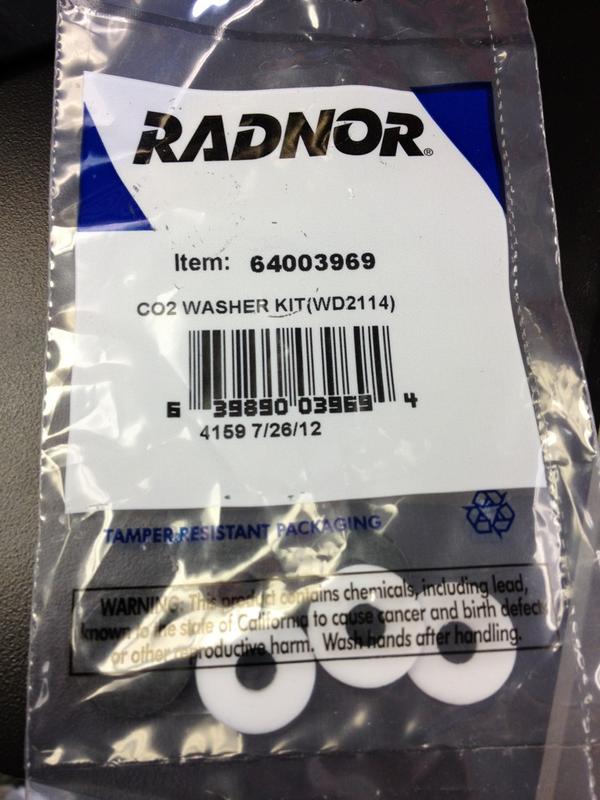 RADNOR®
Item: 64003969
CO2 WASHER KIT(WD2114)
6 39890 03969 4
4159 7/26/12
TAMPER RESISTANT PACKAGING
WARNING: This product contains chemicals, including lead,
known to the state of California to cause cancer and birth defects
or other reproductive harm. Wash hands after handling.